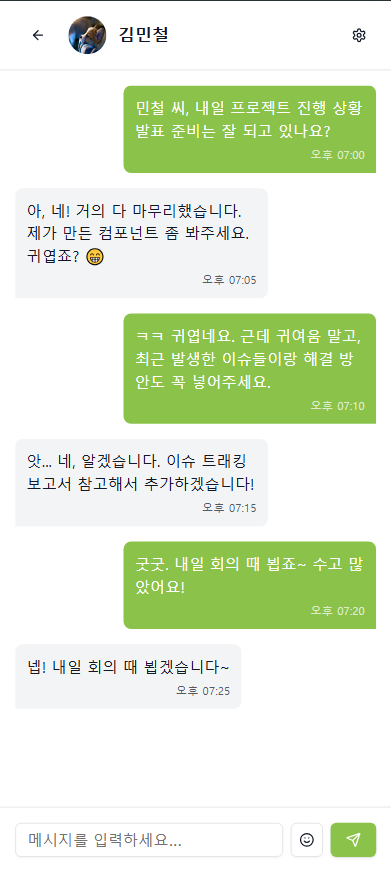 김민철
민철 씨, 내일 프로젝트 진행 상황
발표 준비는 잘 되고 있나요?
오후 07:00
아, 네! 거의 다 마무리했습니다.
제가 만든 컴포넌트 좀 봐주세요.
귀엽죠? 😁
오후 07:05
ㅋㅋ 귀엽네요. 근데 귀여움 말고,
최근 발생한 이슈들이랑 해결 방
안도 꼭 넣어주세요.
오후 07:10
앗... 네, 알겠습니다. 이슈 트래킹
보고서 참고해서 추가하겠습니다!
오후 07:15
굿굿. 내일 회의 때 뵙죠~ 수고 많
았어요!
오후 07:20
넵! 내일 회의 때 뵙겠습니다~
오후 07:25
메시지를 입력하세요...